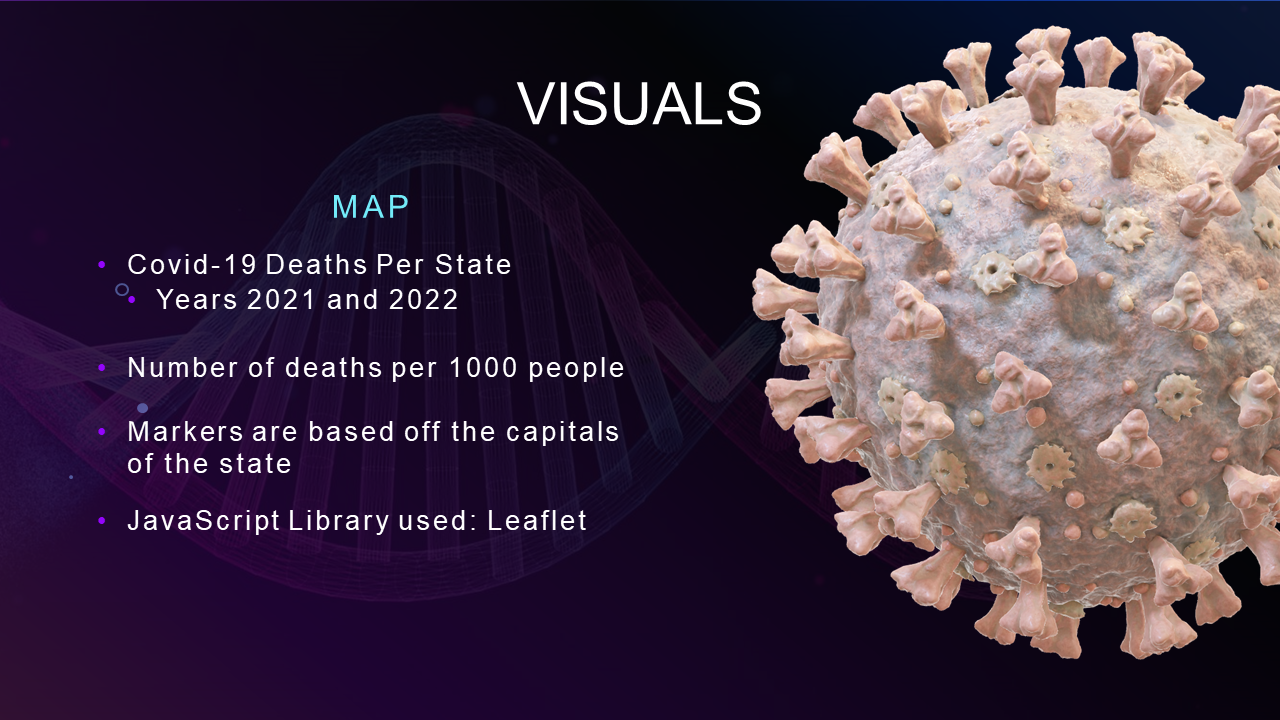 VISUALS
MAP
• Covid-19 Deaths Per State
• Years 2021 and 2022
• Number of deaths per 1000 people
• Markers are based off the capitals
of the state
• JavaScript Library used: Leaflet